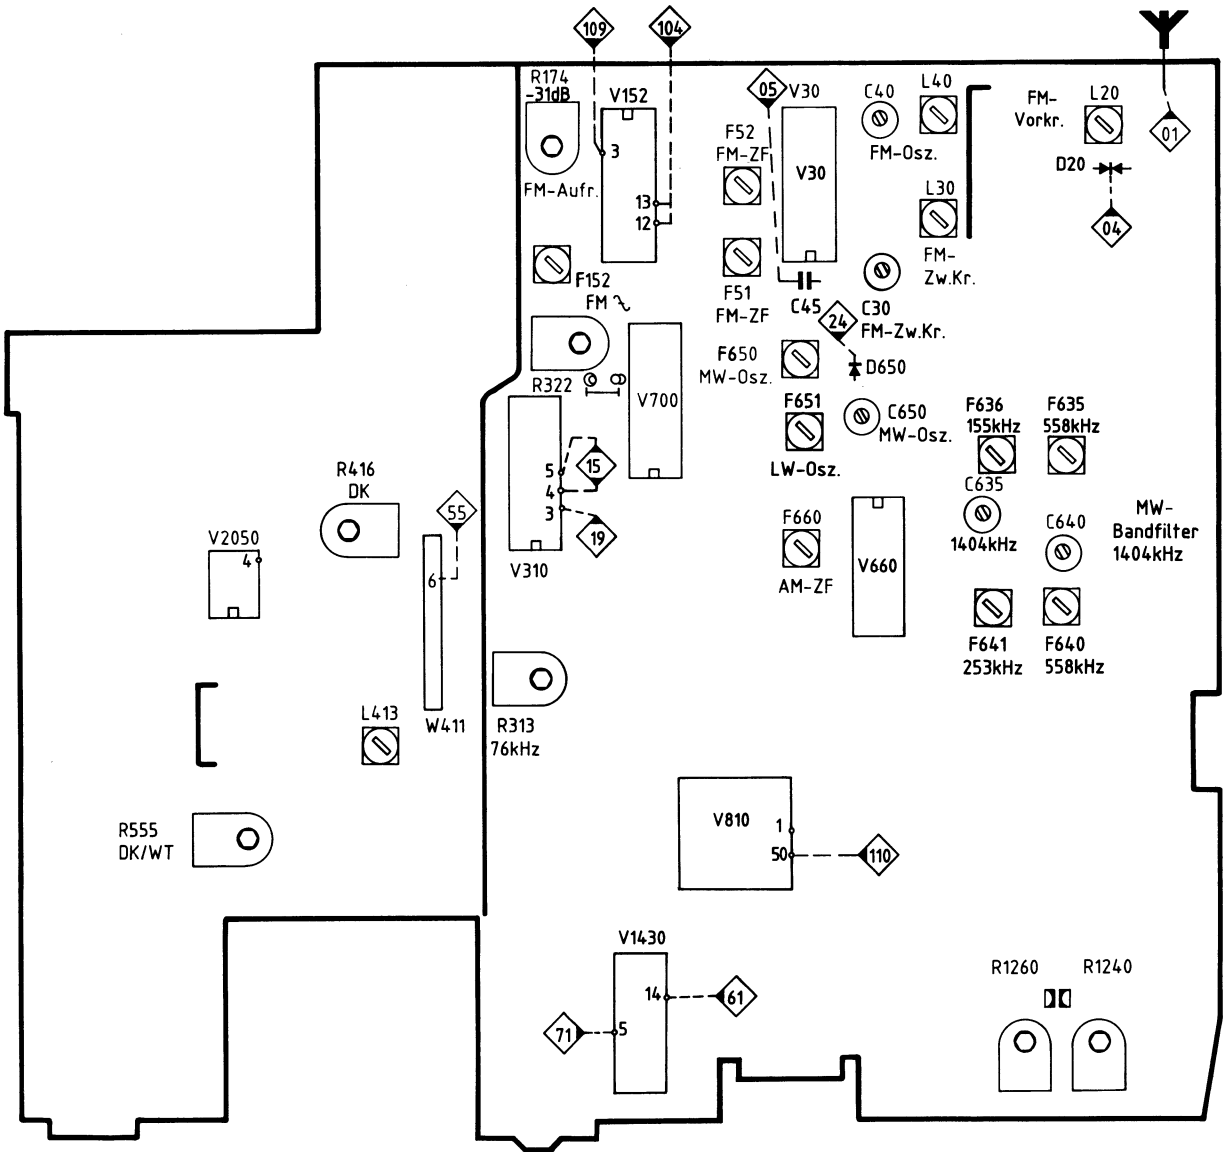 109
104
R174
-31dB
V152
05
V30
C40
L40
FM-
Vorkr.
L20
01
3
F52
FM-ZF
V30
FM-Osz.
D20
FM-Aufr.
13
12
L30
04
F152
FM
F51
FM-ZF
C45
FM-
Zw.Kr.
24
C30
FM-Zw.Kr.
F650
MW-Osz.
D650
R322
V700
F651
LW-Osz.
C650
MW-Osz.
F636
155kHz
F635
558kHz
R416
DK
5
4
3
15
19
C635
1404kHz
MW-
Bandfilter
1404kHz
55
V2050
4
F660
AM-ZF
C640
V310
6
V660
F641
253kHz
F640
558kHz
L413
W411
R313
76kHz
R555
DK/WT
V810
1
50
110
V1430
14
61
71
5
R1260
R1240